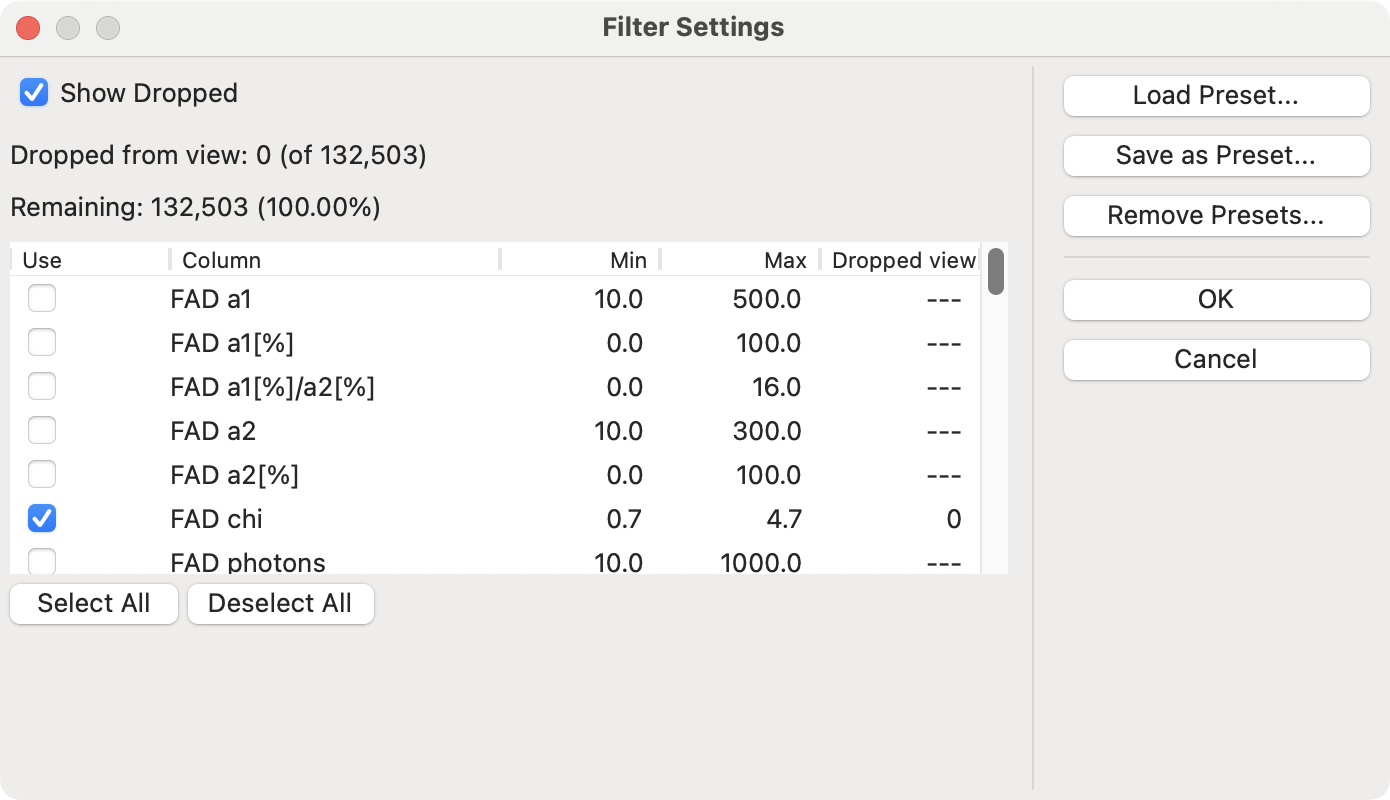 Filter Settings
Show Dropped
Dropped from view: 0 (of 132,503)
Remaining: 132,503 (100.00%)
Use Column Min Max Dropped view
FAD a1 10.0 500.0 ---
FAD a1[%] 0.0 100.0 ---
FAD a1[%]/a2[%] 0.0 16.0 ---
FAD a2 10.0 300.0 ---
FAD a2[%] 0.0 100.0 ---
FAD chi 0.7 4.7 0
FAD photons 10.0 1000.0 ---
Select All Deselect All
Load Preset...
Save as Preset...
Remove Presets...
OK
Cancel